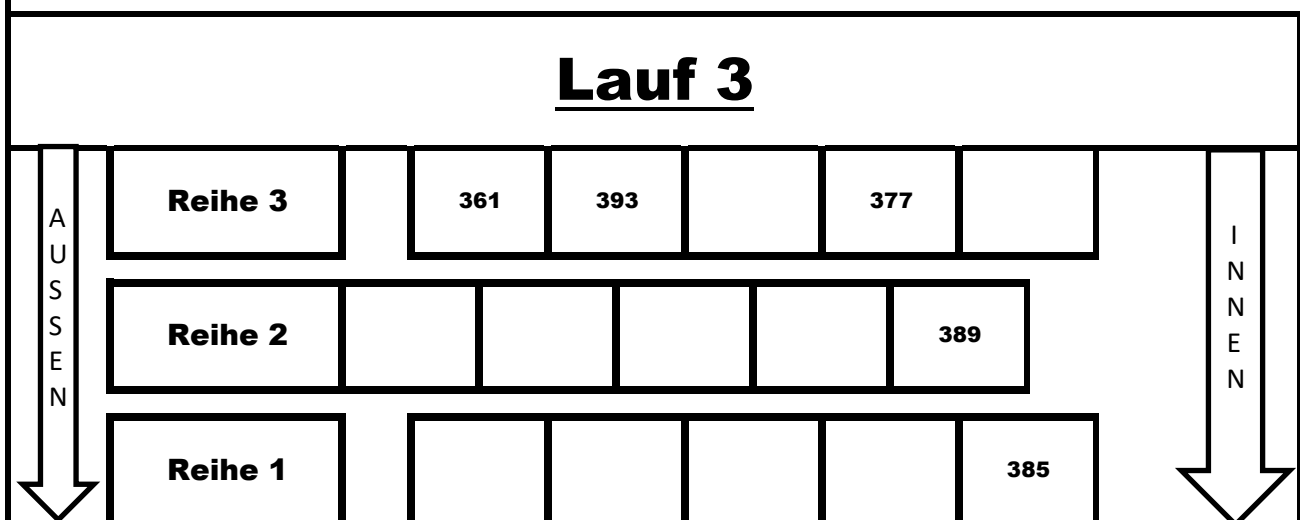 Lauf 3
AUSSEN
Reihe 3 361 393 377
Reihe 2 389
Reihe 1 385
INNEN